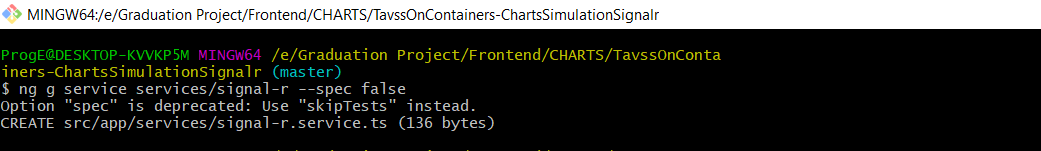 MINGW64:/e/Graduation Project/Frontend/CHARTS/TavssOnContainers-ChartsSimulationSignalr
ProgE@DESKTOP-KVVKP5M MINGW64 /e/Graduation Project/Frontend/CHARTS/TavssOnConta
iners-ChartsSimulationSignalr (master)
$ ng g service services/signal-r --spec false
Option "spec" is deprecated: Use "skipTests" instead.
CREATE src/app/services/signal-r.service.ts (136 bytes)